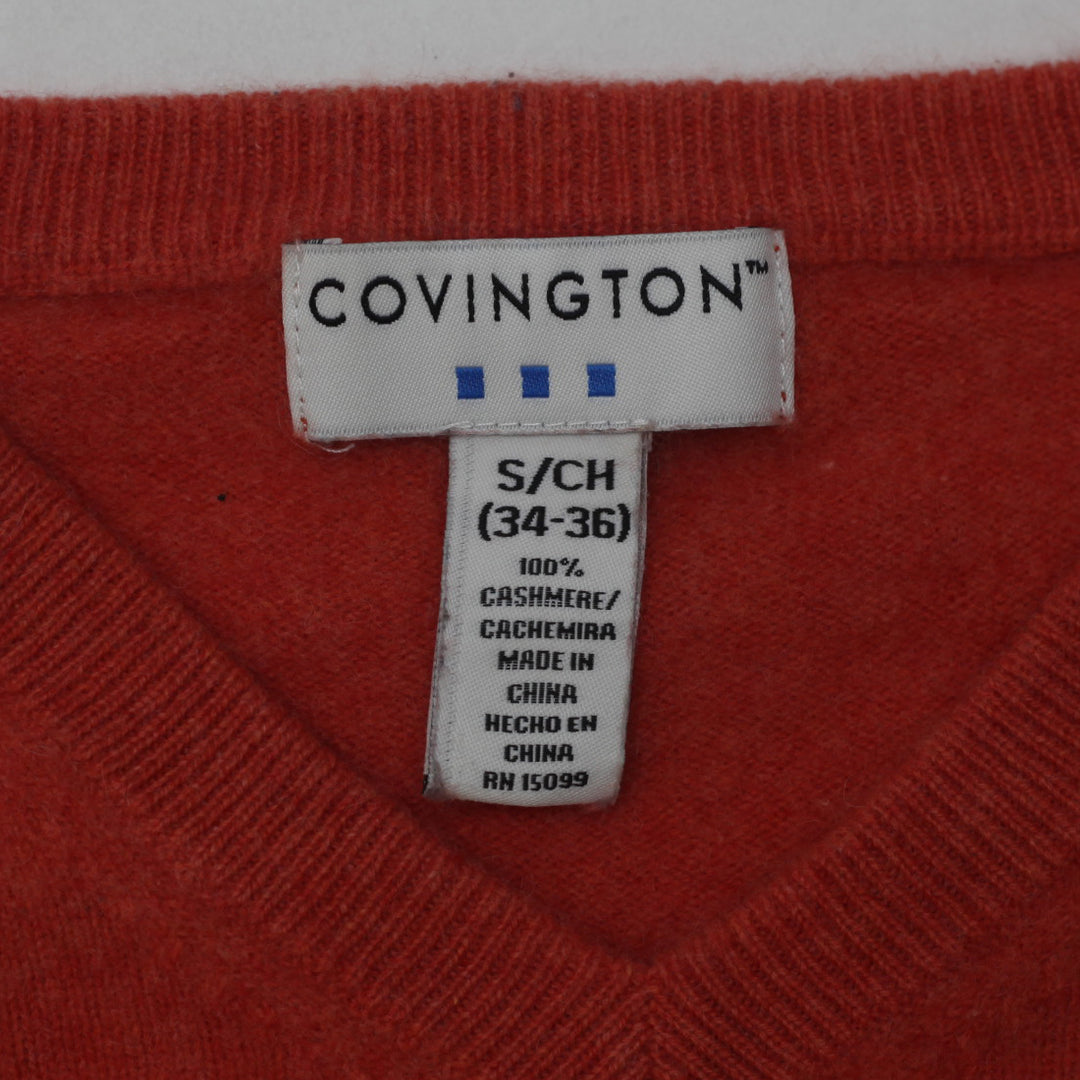 COVINGTON™
S/CH
(34-36)
100%
CASHMERE/
CACHEMIRA
MADE IN
CHINA
HECHO EN
CHINA
RN 15099